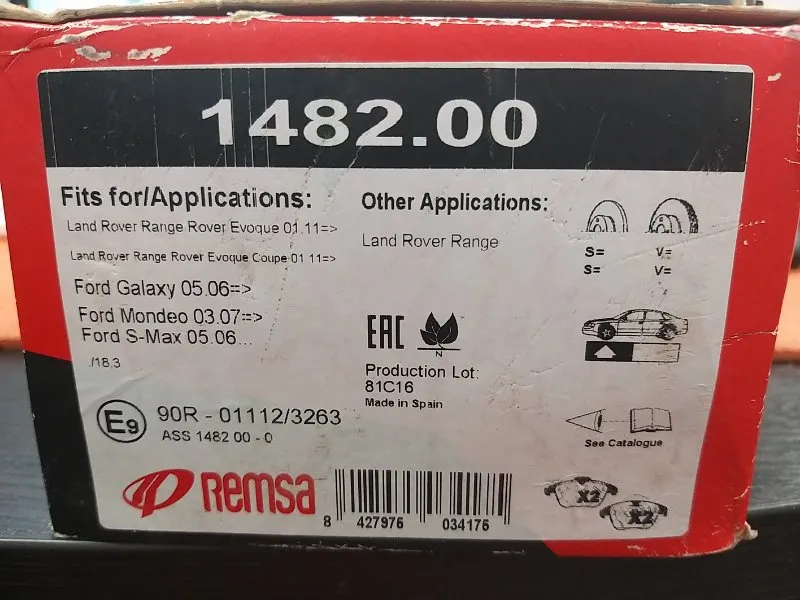 1482.00
Fits for/Applications:
Land Rover Range Rover Evoque 01.11=>
Land Rover Range Rover Evoque Coupe 01 11=>
Ford Galaxy 05.06=>
Ford Mondeo 03.07=>
Ford S-Max 05.06...
./18.3
Other Applications:
Land Rover Range
S= V=
S= V=
EAC
N
Production Lot:
81C16
Made in Spain
See Catalogue
E9
90R - 01112/3263
ASS 1482 00 - 0
Remsa
8 427975 034175
X2
X2